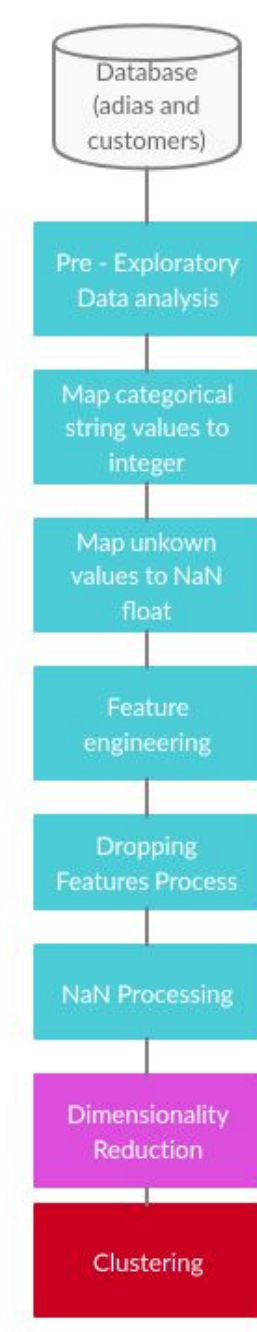 Database
(adias and
customers)
Pre - Exploratory
Data analysis
Map categorical
string values to
integer
Map unkown
values to NaN
float
Feature
engineering
Dropping
Features Process
NaN Processing
Dimensionality
Reduction
Clustering